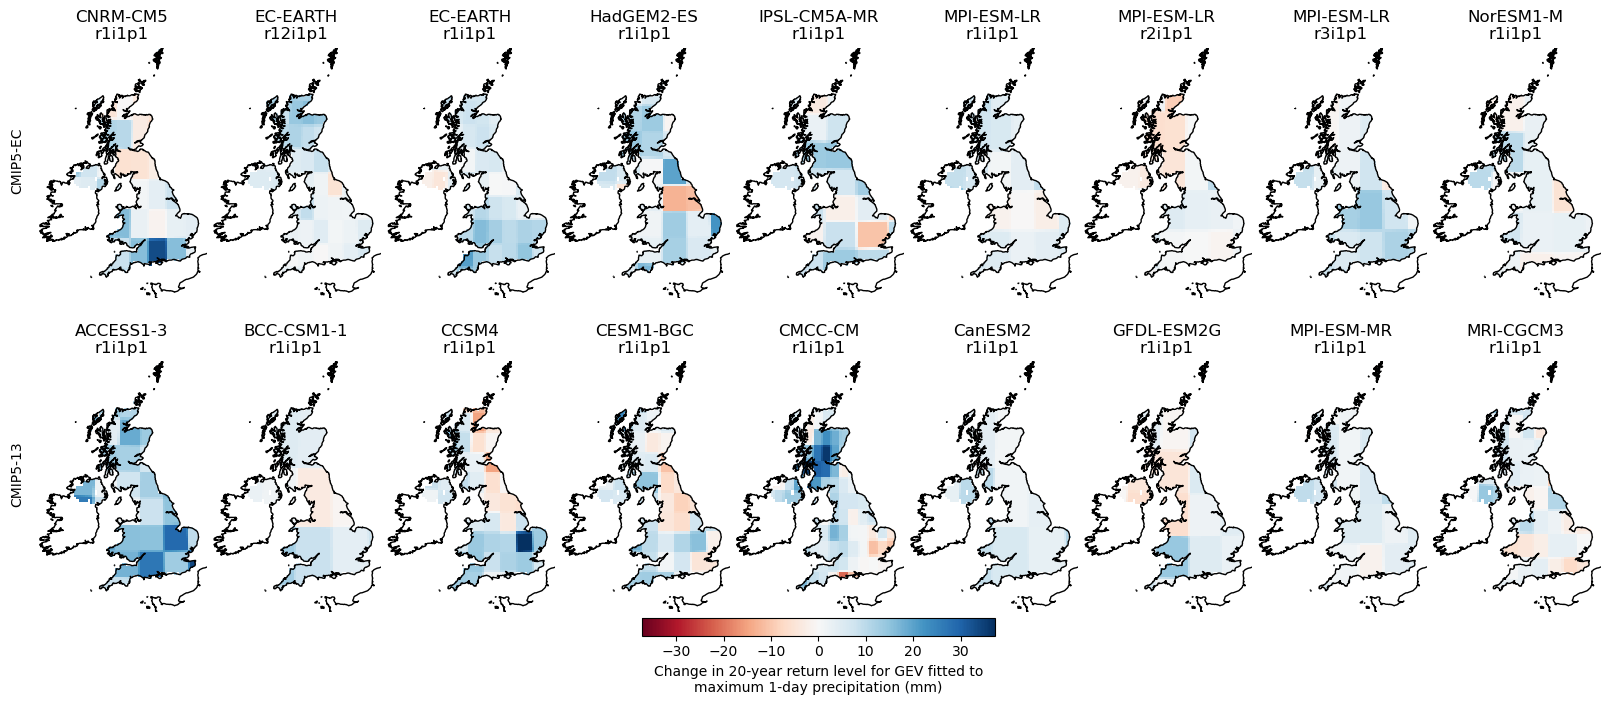 CNRM-CM5
r1i1p1
EC-EARTH
r12i1p1
EC-EARTH
r1i1p1
HadGEM2-ES
r1i1p1
IPSL-CM5A-MR
r1i1p1
MPI-ESM-LR
r1i1p1
MPI-ESM-LR
r2i1p1
MPI-ESM-LR
r3i1p1
NorESM1-M
r1i1p1
CMIP5-EC
ACCESS1-3
r1i1p1
BCC-CSM1-1
r1i1p1
CCSM4
r1i1p1
CESM1-BGC
r1i1p1
CMCC-CM
r1i1p1
CanESM2
r1i1p1
GFDL-ESM2G
r1i1p1
MPI-ESM-MR
r1i1p1
MRI-CGCM3
r1i1p1
CMIP5-13
−30 −20 −10 0 10 20 30
Change in 20-year return level for GEV fitted to
maximum 1-day precipitation (mm)